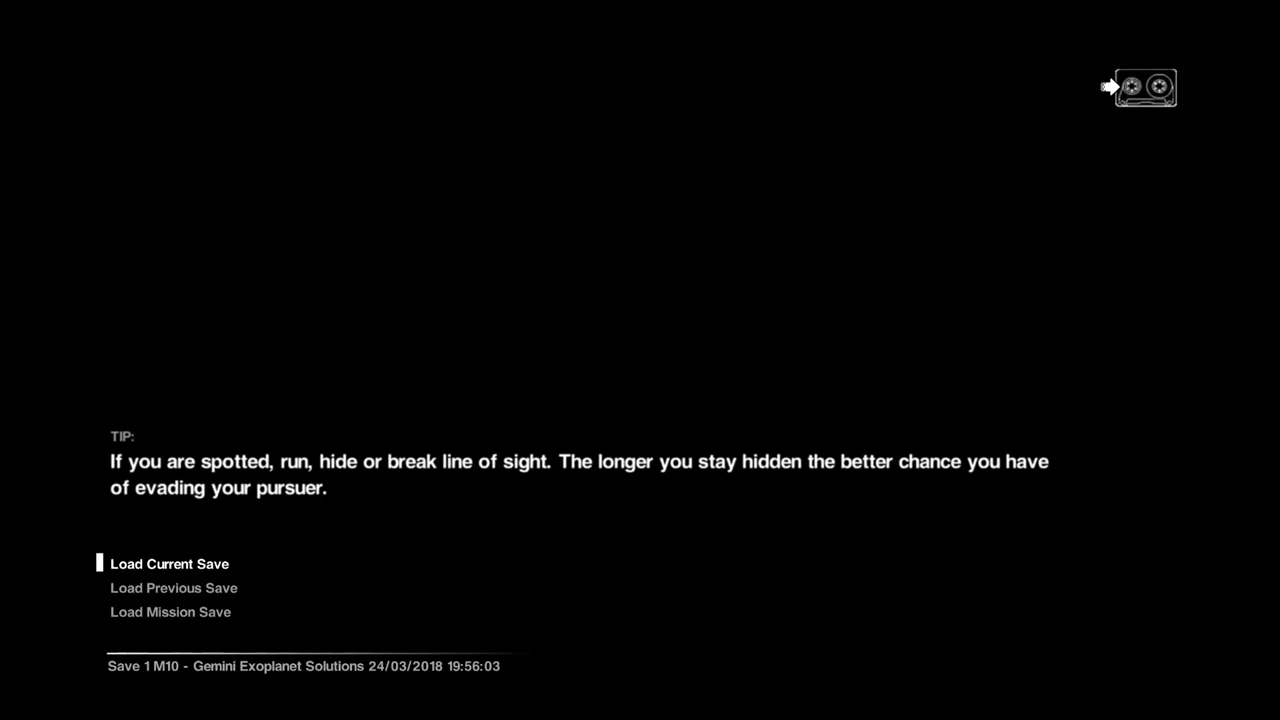 TIP:
If you are spotted, run, hide or break line of sight. The longer you stay hidden the better chance you have
of evading your pursuer.
Load Current Save
Load Previous Save
Load Mission Save
Save 1 M10 - Gemini Exoplanet Solutions 24/03/2018 19:56:03